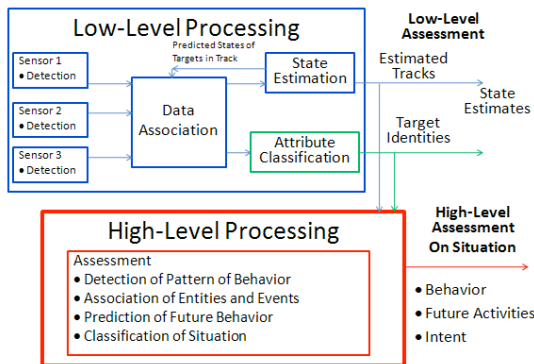 Low-Level Processing
Low-Level
Assessment
Predicted States of
Targets in Track
Sensor 1
• Detection
State
Estimation
Estimated
Tracks
Sensor 2
• Detection
Data
Association
State
Estimates
Target
Identities
Sensor 3
• Detection
Attribute
Classification
High-Level Processing
High-Level
Assessment
On Situation
Assessment
• Detection of Pattern of Behavior
• Association of Entities and Events
• Prediction of Future Behavior
• Classification of Situation
• Behavior
• Future Activities
• Intent